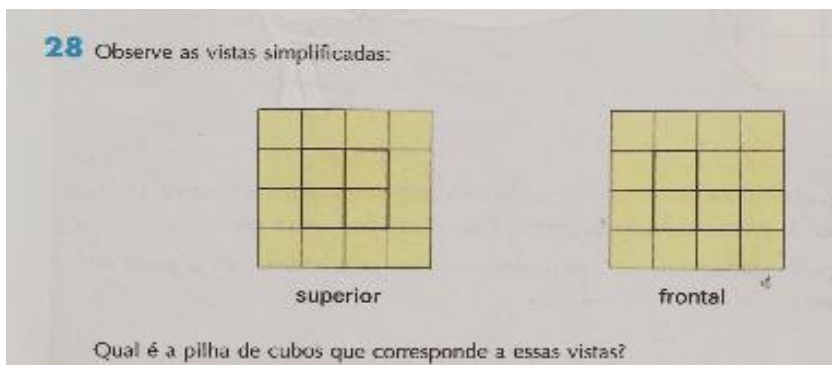 28 Observe as vistas simplificadas:
superior frontal
Qual é a pilha de cubos que corresponde a essas vistas?